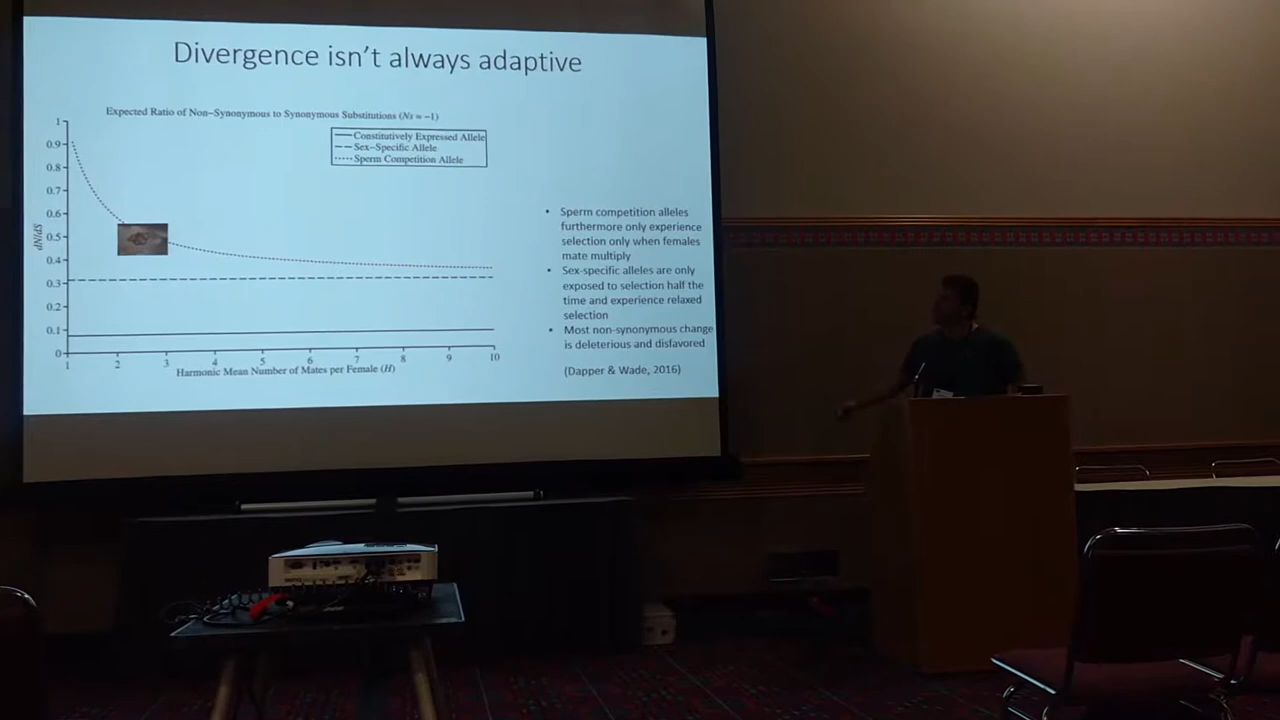 Divergence isn't always adaptive
Expected Ratio of Non-Synonymous to Synonymous Substitutions (Ns = -1)
Constitutively Expressed Allele
Sex-Specific Allele
Sperm Competition Allele
1
0.9
0.8
0.7
0.6
0.5
0.4
0.3
0.2
0.1
0
dN/dS
1 2 3 4 5 6 7 8 9 10
Harmonic Mean Number of Mates per Female (H)
• Sperm competition alleles
furthermore only experience
selection only when females
mate multiply
• Sex-specific alleles are only
exposed to selection half the
time and experience relaxed
selection
• Most non-synonymous change
is deleterious and disfavored
(Dapper & Wade, 2016)